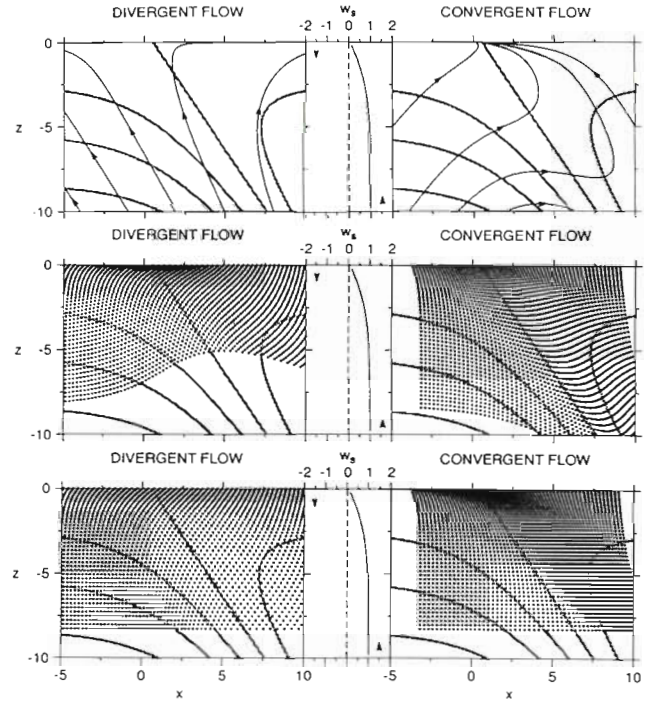 DIVERGENT FLOW
w_s
CONVERGENT FLOW
-2 -1 0 1 2
0
z
-5
-10
DIVERGENT FLOW
w_s
CONVERGENT FLOW
-2 -1 0 1 2
0
z
-5
-10
DIVERGENT FLOW
w_s
CONVERGENT FLOW
-2 -1 0 1 2
0
z
-5
-10
-5 0 5 10 -5 0 5 10
x x